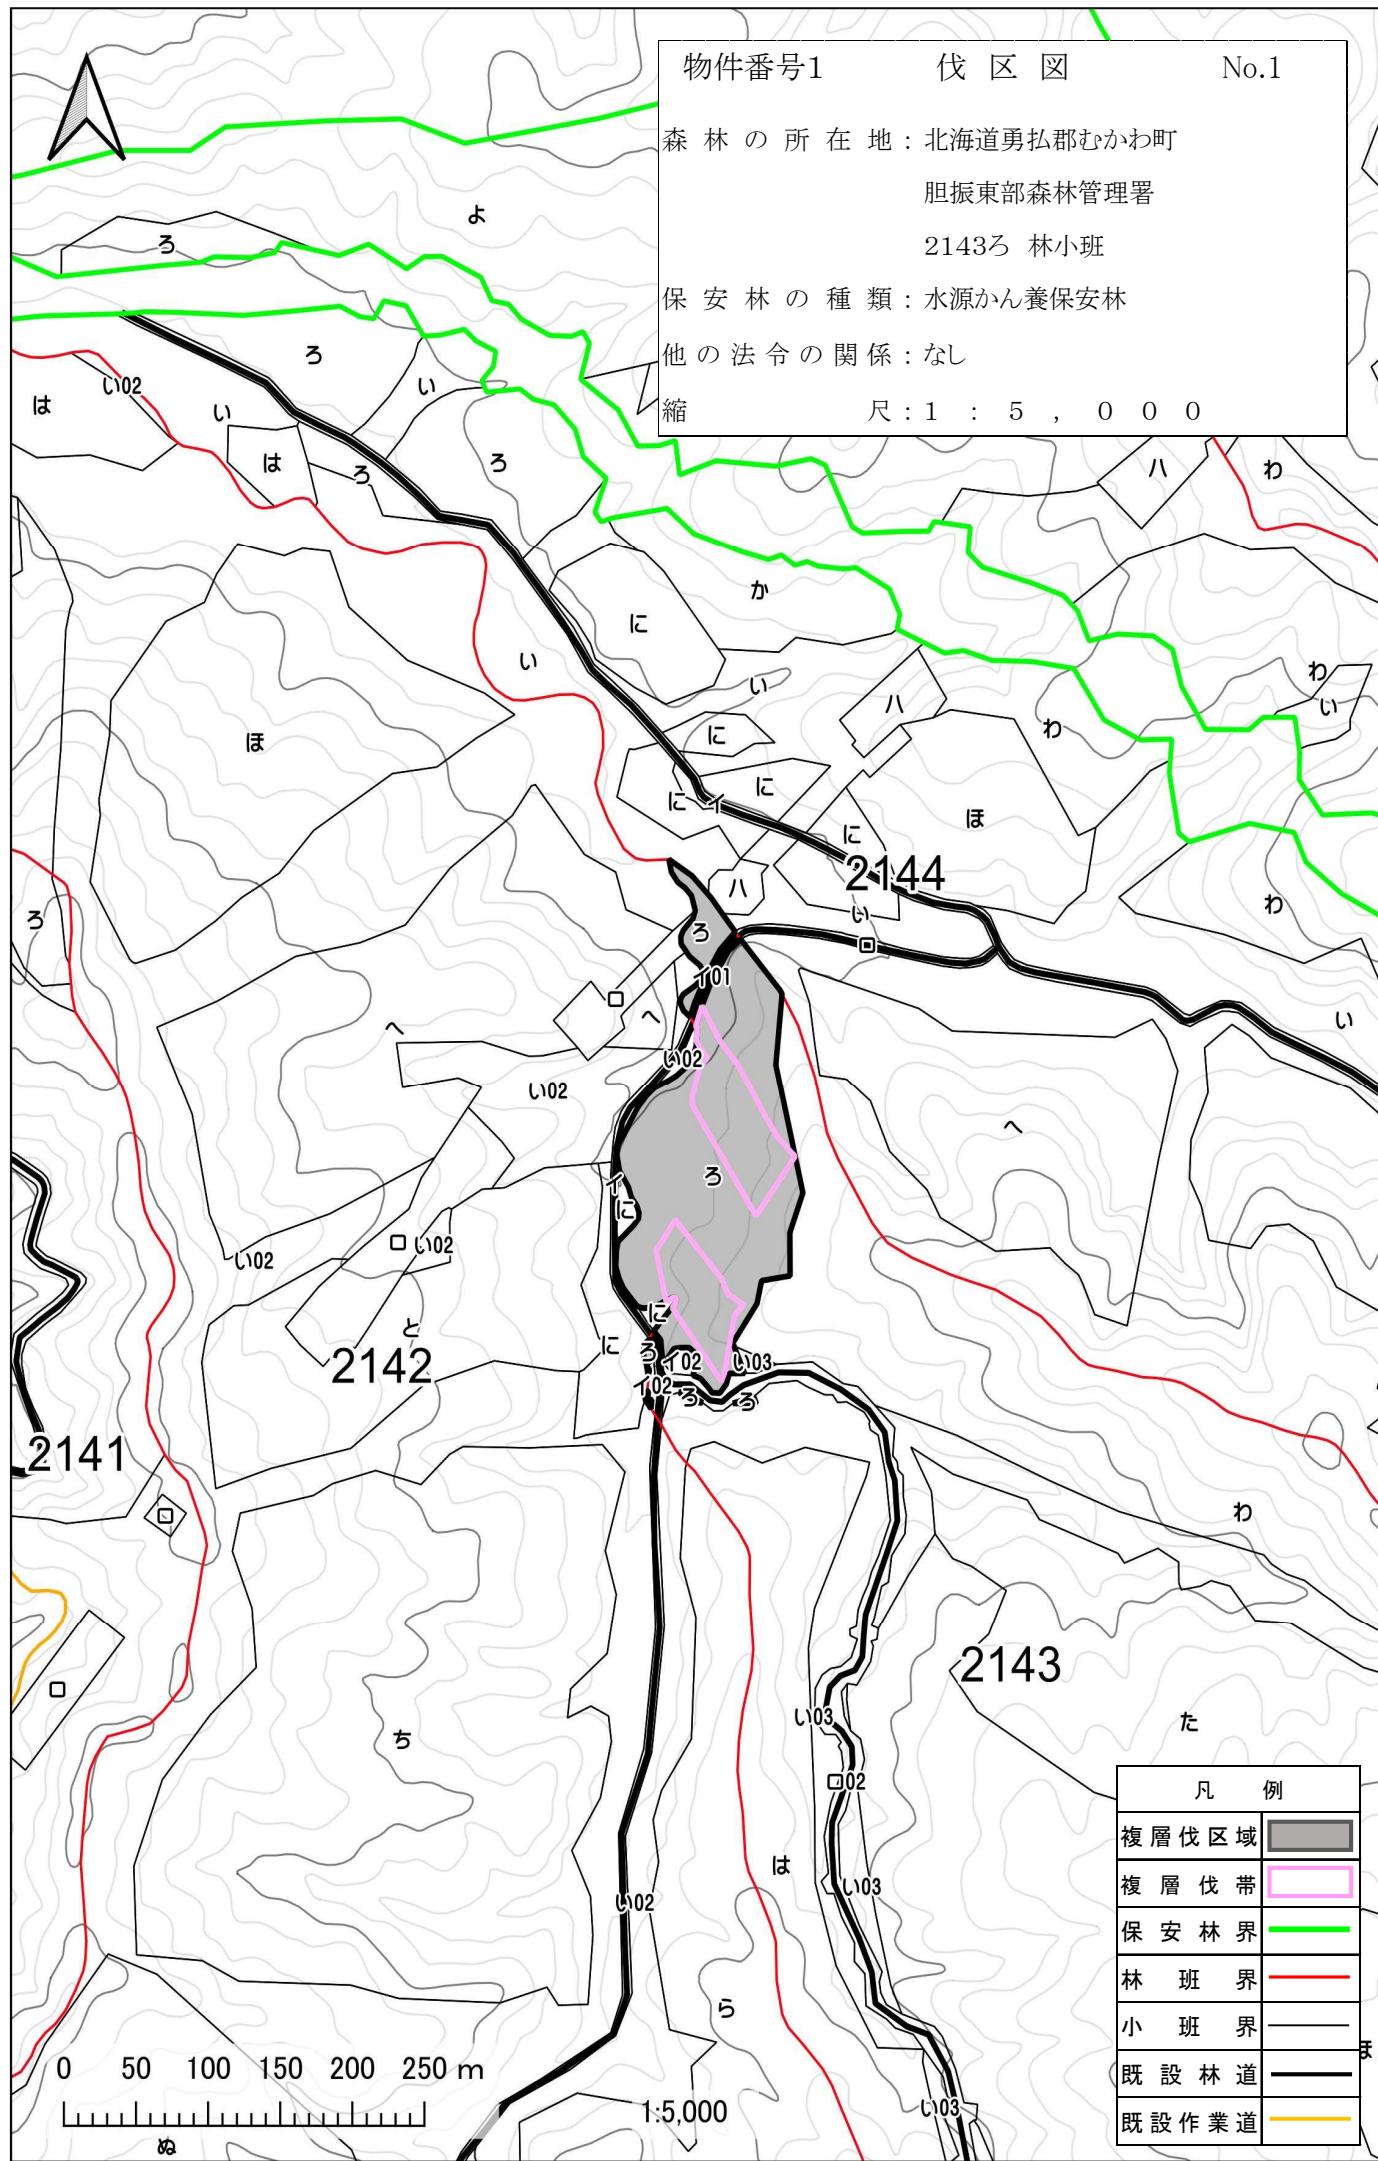 物件番号1 伐区図 No.1
森林の所在地：北海道勇払郡むかわ町
胆振東部森林管理署
2143ろ 林小班
保安林の種類：水源かん養保安林
他の法令の関係：なし
縮尺：1：5，000
よ
ろ
ろ
い02
い
は
い
は
ろ
ろ
ハ
わ
か
に
い
い
わ
い
ハ
わ
ほ
に
に
に
イ
ほ
に
2144
ハ
い
わ
ろ
ろ
ロ
イ01
ロ
へ
へ
い
い02
い02
へ
ろ
イ
に
ロ い02
い02
と
に
に
2142
ろ
イ02
い03
イ02
ろ
ろ
2141
ロ
わ
2143
ロ
い03
た
ち
ロ02
は
い03
い02
ら
い03
ほ
ぬ
0 50 100 150 200 250 m
1:5,000
凡例
複層伐区域
複層伐帯
保安林界
林班界
小班界
既設林道
既設作業道